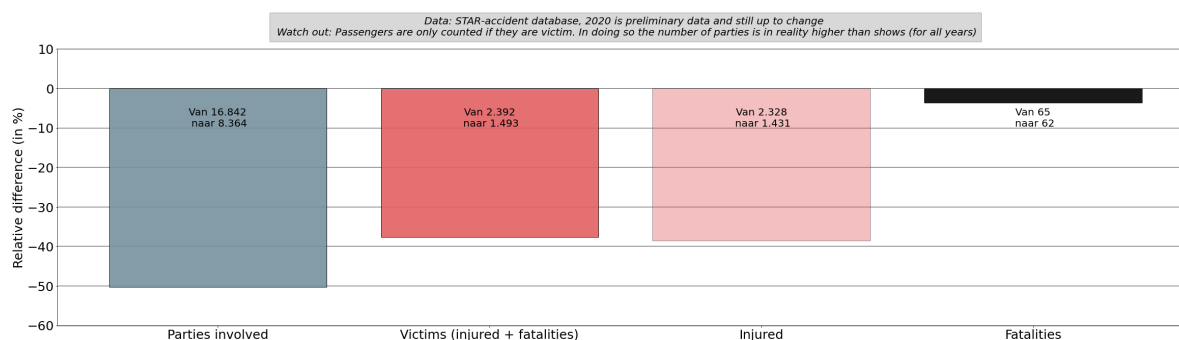 Data: STAR-accident database, 2020 is preliminary data and still up to change
Watch out: Passengers are only counted if they are victim. In doing so the number of parties is in reality higher than shows (for all years)
Relative difference (in %)
10
0
−10
−20
−30
−40
−50
−60
Van 16.842
naar 8.364
Van 2.392
naar 1.493
Van 2.328
naar 1.431
Van 65
naar 62
Parties involved
Victims (injured + fatalities)
Injured
Fatalities